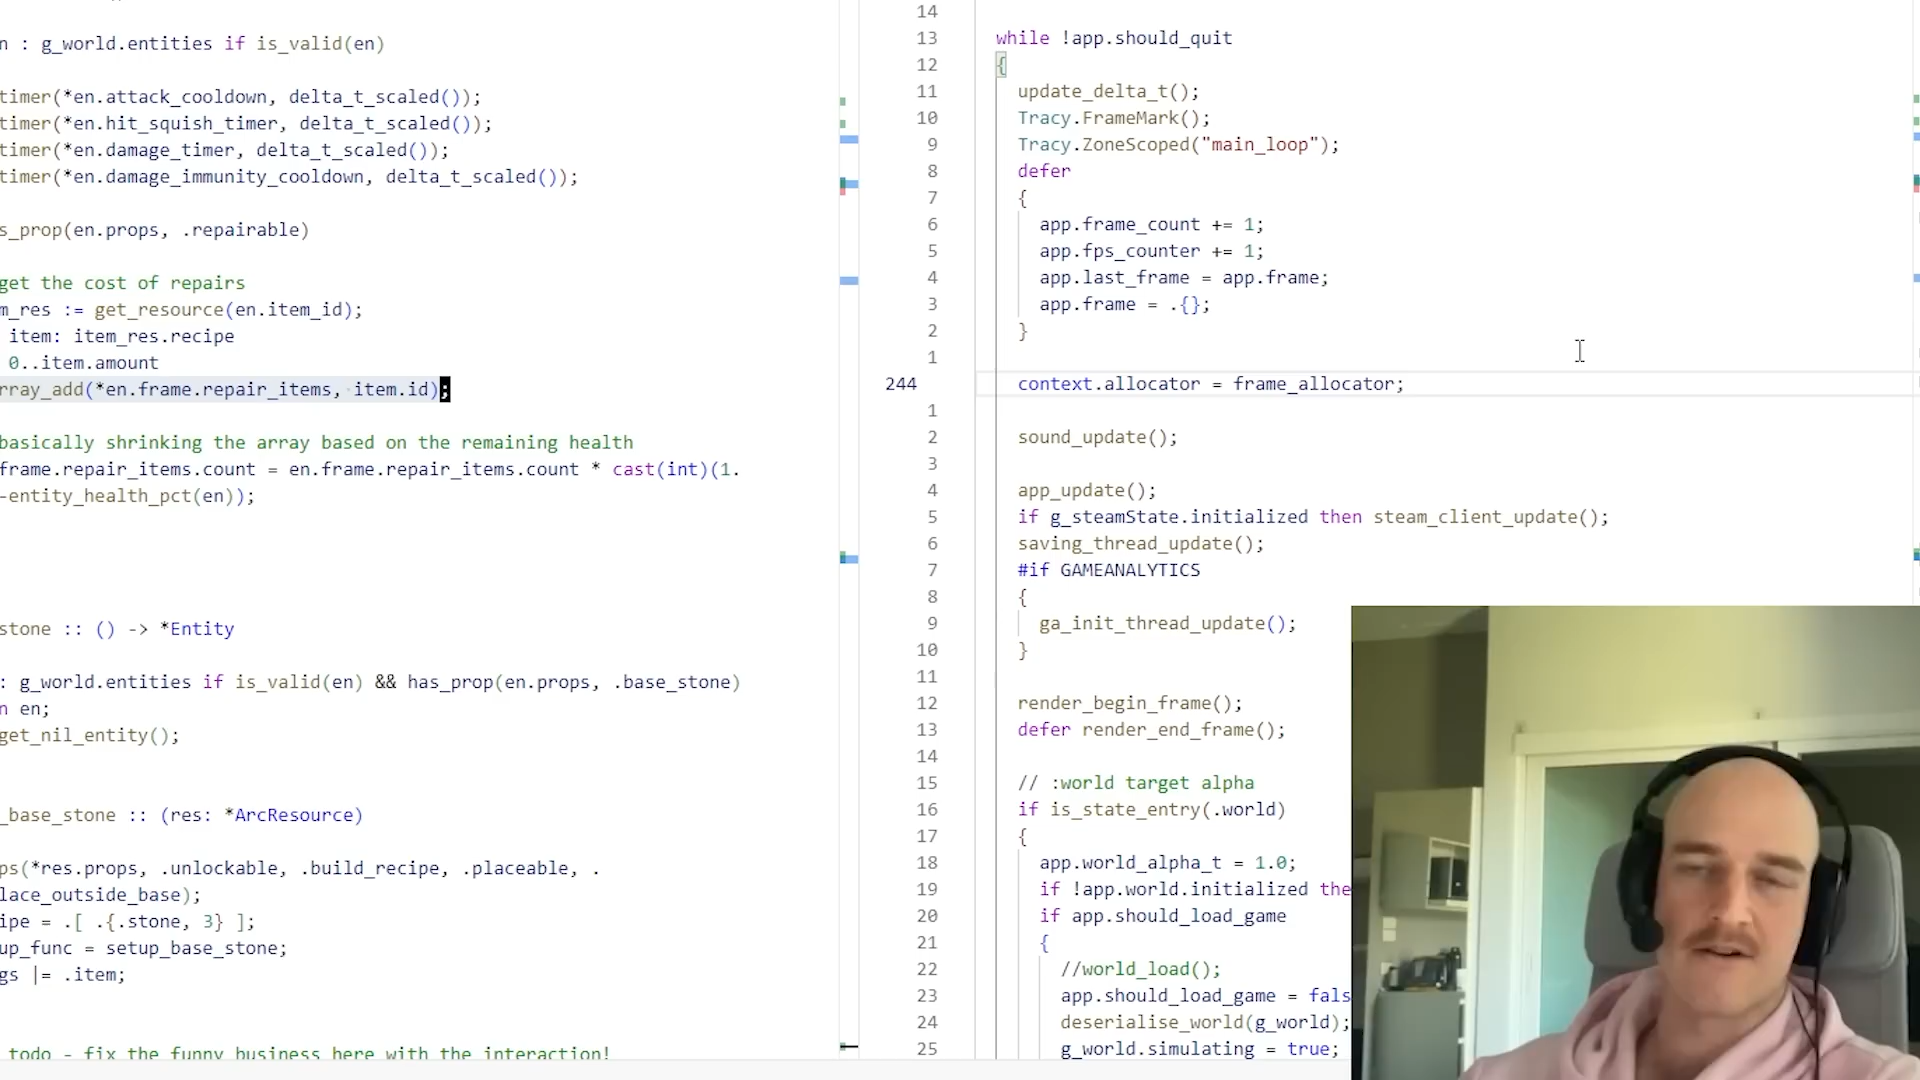 n : g_world.entities if is_valid(en)
timer(*en.attack_cooldown, delta_t_scaled());
timer(*en.hit_squish_timer, delta_t_scaled());
timer(*en.damage_timer, delta_t_scaled());
timer(*en.damage_immunity_cooldown, delta_t_scaled());
s_prop(en.props, .repairable)
get the cost of repairs
m_res := get_resource(en.item_id);
item: item_res.recipe
0..item.amount
rray_add(*en.frame.repair_items, item.id);
basically shrinking the array based on the remaining health
frame.repair_items.count = en.frame.repair_items.count * cast(int)(1.
-entity_health_pct(en));
stone :: () -> *Entity
: g_world.entities if is_valid(en) && has_prop(en.props, .base_stone)
n en;
get_nil_entity();
_base_stone :: (res: *ArcResource)
ps(*res.props, .unlockable, .build_recipe, .placeable, .
lace_outside_base);
ipe = .[ .{.stone, 3} ];
up_func = setup_base_stone;
gs |= .item;
todo - fix the funny business here with the interaction!
14
13 while !app.should_quit
12 {
11 update_delta_t();
10 Tracy.FrameMark();
9 Tracy.ZoneScoped("main_loop");
8 defer
7 {
6 app.frame_count += 1;
5 app.fps_counter += 1;
4 app.last_frame = app.frame;
3 app.frame = .{};
2 }
1
244 context.allocator = frame_allocator;
1
2 sound_update();
3
4 app_update();
5 if g_steamState.initialized then steam_client_update();
6 saving_thread_update();
7 #if GAMEANALYTICS
8 {
9 ga_init_thread_update();
10 }
11
12 render_begin_frame();
13 defer render_end_frame();
14
15 // :world target alpha
16 if is_state_entry(.world)
17 {
18 app.world_alpha_t = 1.0;
19 if !app.world.initialized the
20 if app.should_load_game
21 {
22 //world_load();
23 app.should_load_game = fals
24 deserialise_world(g_world);
25 g_world.simulating = true;